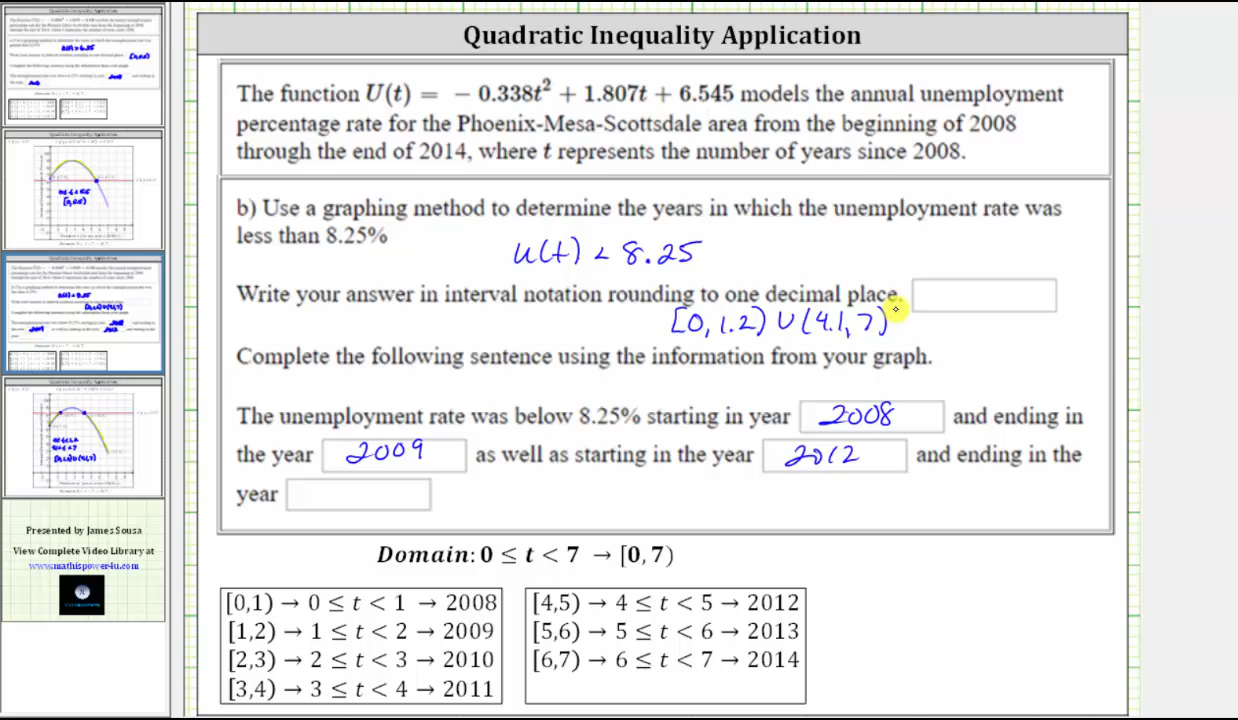 Quadratic Inequality Application
The function U(t) = − 0.338t² + 1.807t + 6.545 models the annual unemployment
percentage rate for the Phoenix-Mesa-Scottsdale area from the beginning of 2008
through the end of 2014, where t represents the number of years since 2008.
b) Use a graphing method to determine the years in which the unemployment rate was
less than 8.25%
u(t) < 8.25
Write your answer in interval notation rounding to one decimal place.
[0, 1.2) ∪ (4.1, 7)
Complete the following sentence using the information from your graph.
The unemployment rate was below 8.25% starting in year 2008 and ending in
the year 2009 as well as starting in the year 2012 and ending in the
year
Domain: 0 ≤ t < 7 → [0, 7)
[0,1) → 0 ≤ t < 1 → 2008
[1,2) → 1 ≤ t < 2 → 2009
[2,3) → 2 ≤ t < 3 → 2010
[3,4) → 3 ≤ t < 4 → 2011
[4,5) → 4 ≤ t < 5 → 2012
[5,6) → 5 ≤ t < 6 → 2013
[6,7) → 6 ≤ t < 7 → 2014
Presented by James Sousa
View Complete Video Library at
www.mathispower4u.com